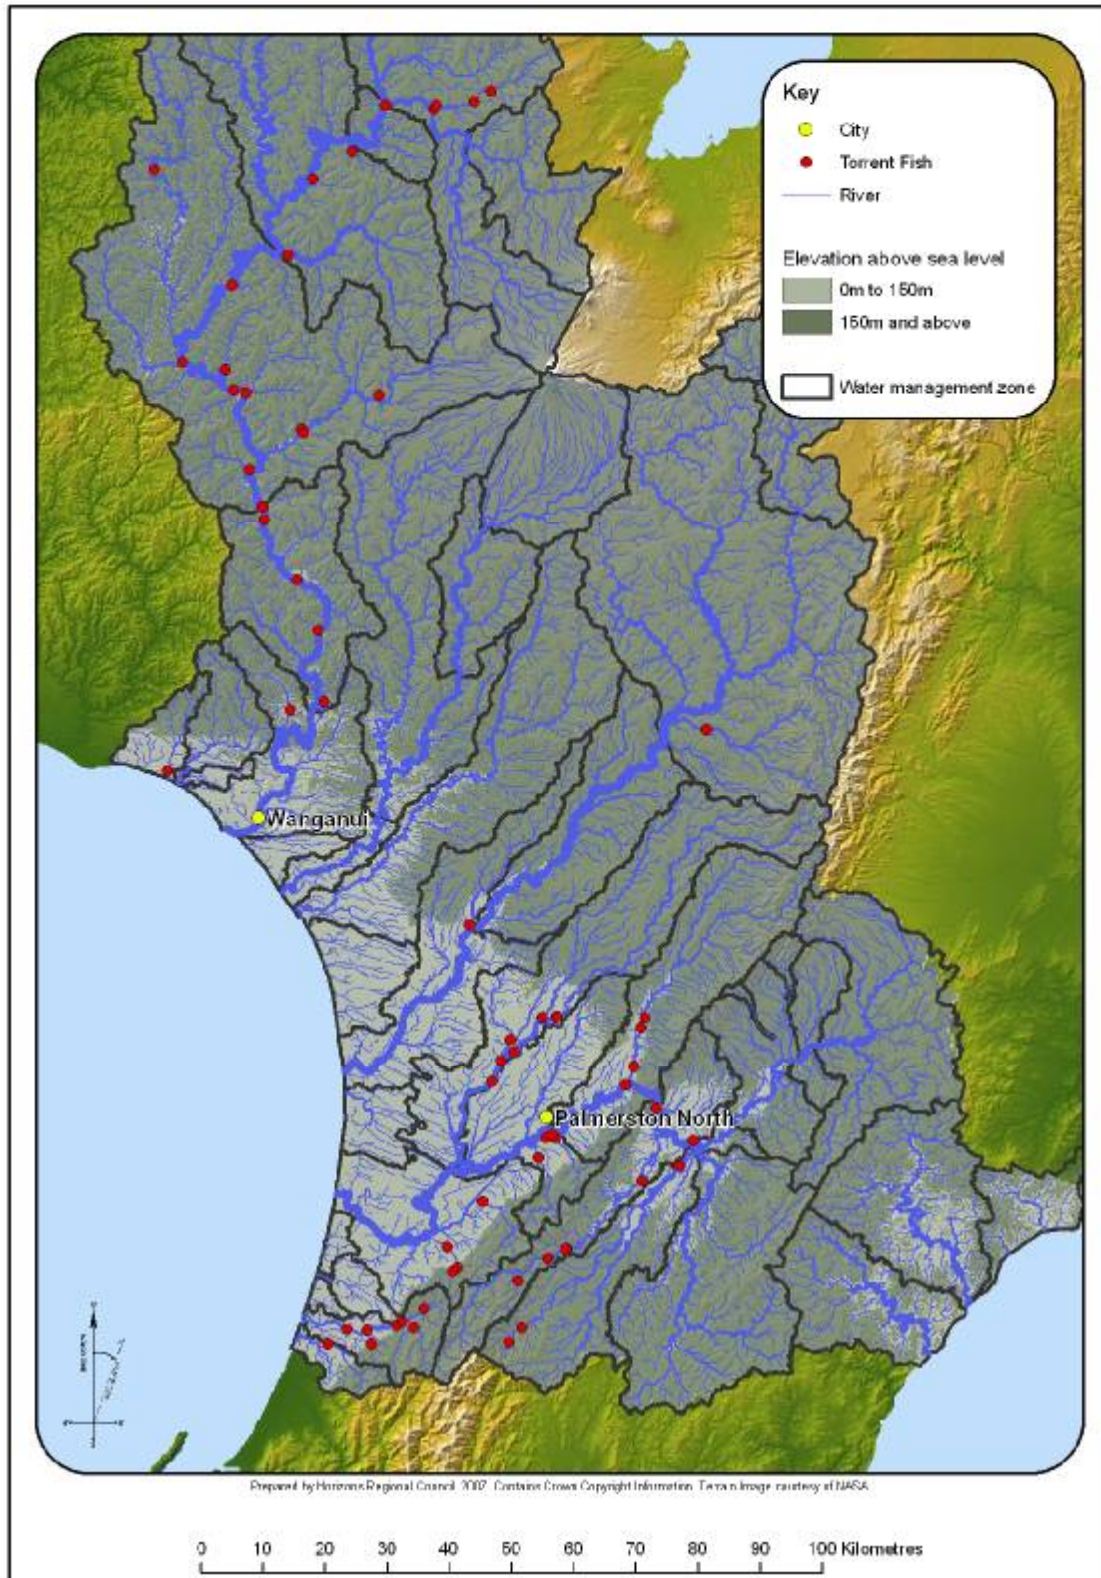 Key
City
Torrent Fish
River
Elevation above sea level
0m to 150m
150m and above
Water management zone
Wanganui
Palmerston North
Prepared by Horizons Regional Council 2007. Contains Crown Copyright Information. Terrain Image courtesy of NASA
0 10 20 30 40 50 60 70 80 90 100 Kilometres